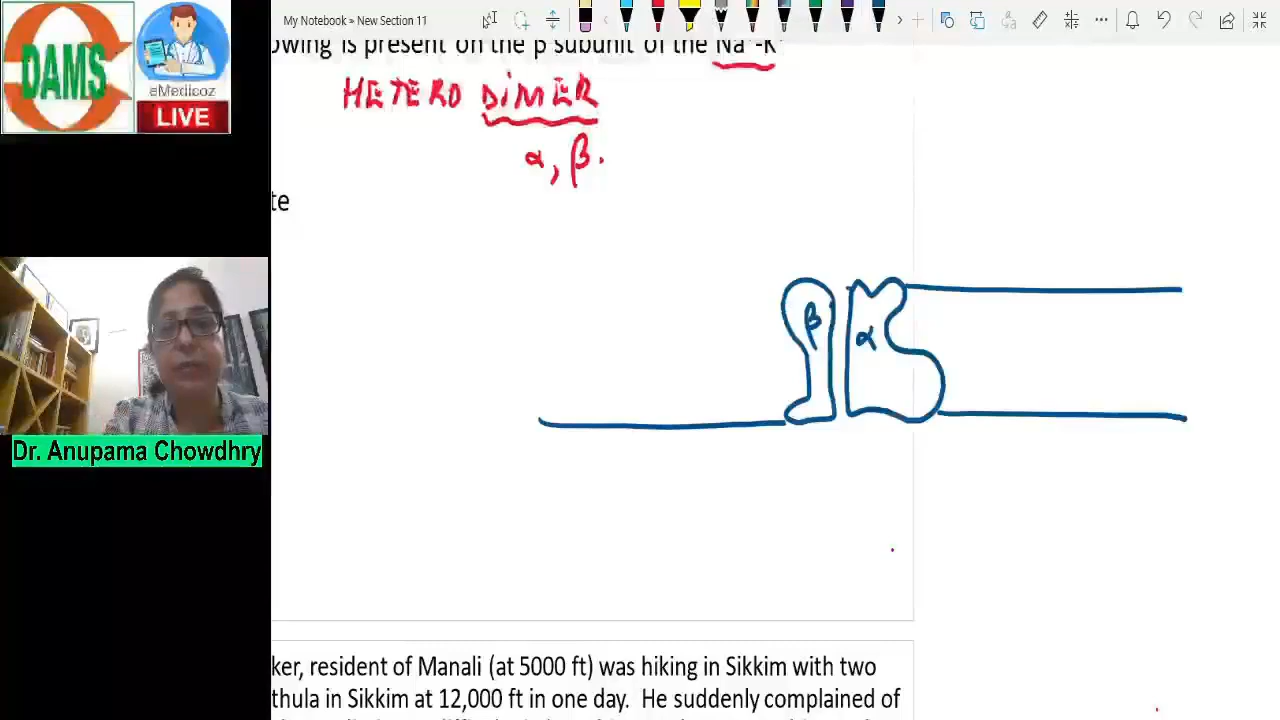 My Notebook » New Section 11
owing is present on the β subunit of the Na⁺-K⁺
HETERO DIMER
α, β.
te
β
α
DAMS
eMedicoz
LIVE
Dr. Anupama Chowdhry
ker, resident of Manali (at 5000 ft) was hiking in Sikkim with two
thula in Sikkim at 12,000 ft in one day. He suddenly complained of